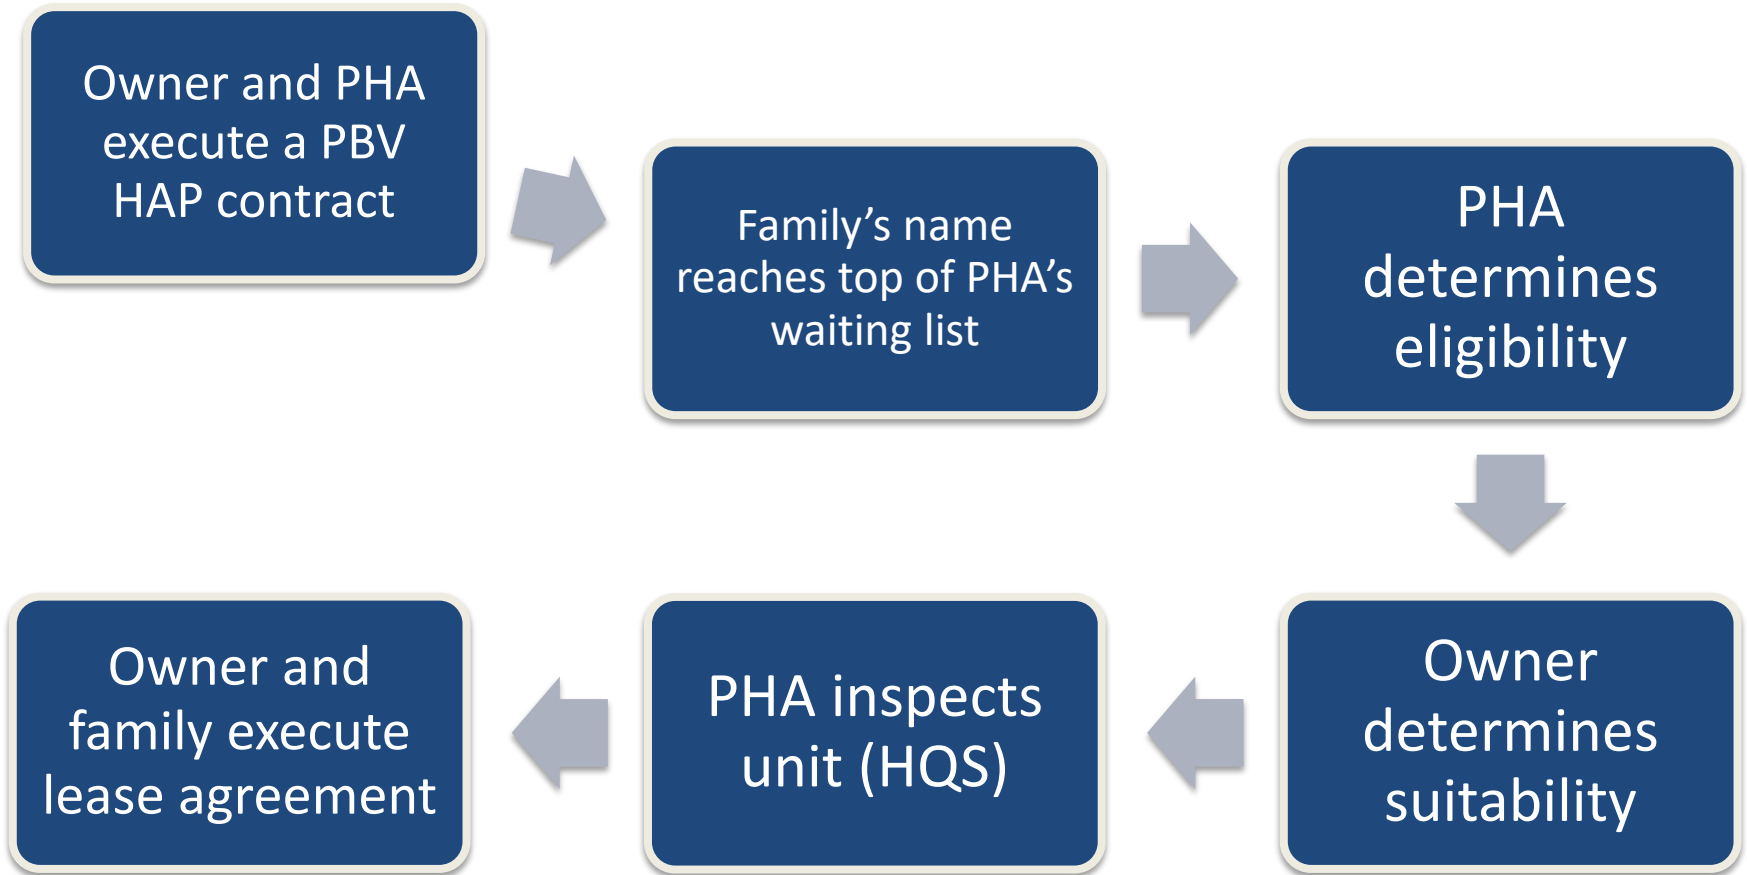 Owner and PHA
execute a PBV
HAP contract
Family’s name
reaches top of PHA’s
waiting list
PHA
determines
eligibility
Owner
determines
suitability
PHA inspects
unit (HQS)
Owner and
family execute
lease agreement